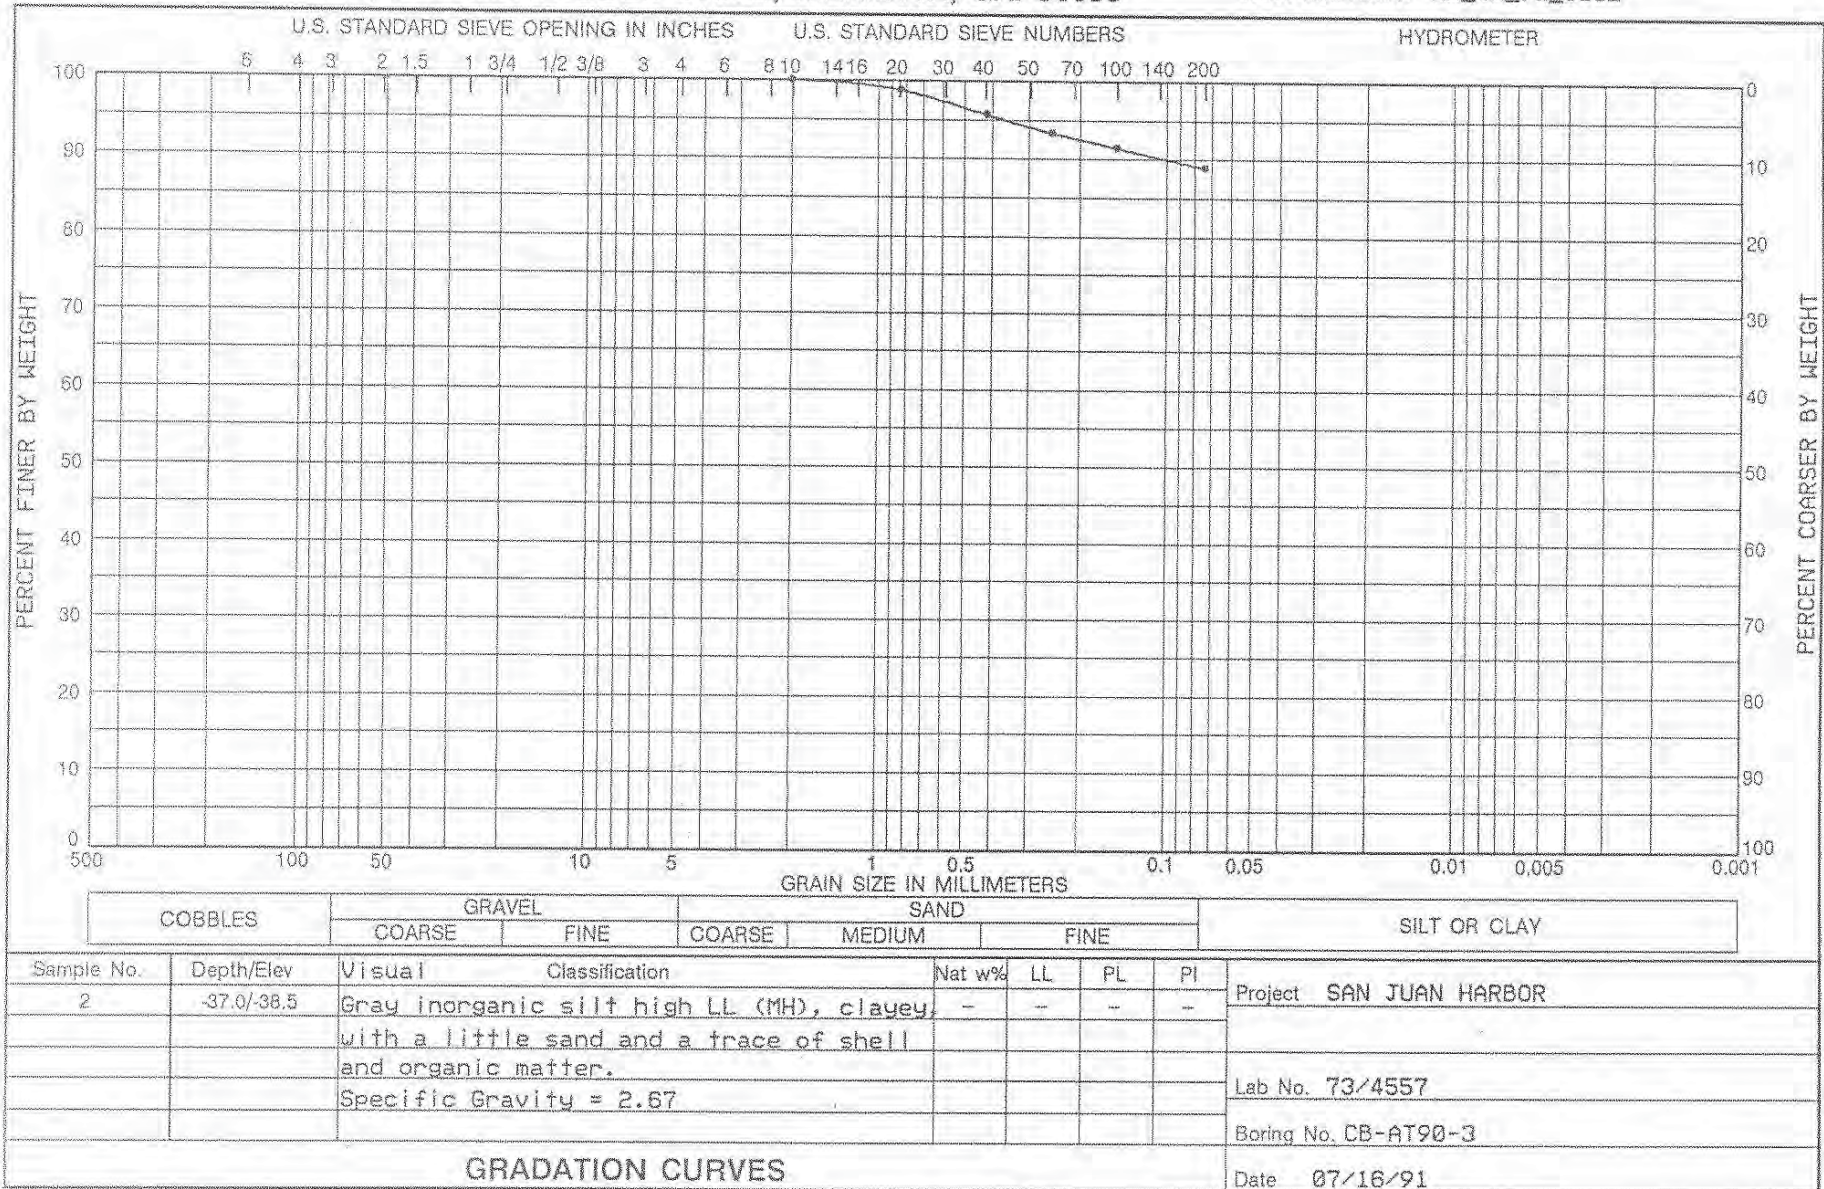 U.S. STANDARD SIEVE OPENING IN INCHES U.S. STANDARD SIEVE NUMBERS HYDROMETER
6 4 3 2 1.5 1 3/4 1/2 3/8 3 4 6 8 10 14 16 20 30 40 50 70 100 140 200
100 0
90 10
80 20
70 30
60 40
50 50
40 60
30 70
20 80
10 90
0 100
PERCENT FINER BY WEIGHT
PERCENT COARSER BY WEIGHT
500 100 50 10 5 1 0.5 0.1 0.05 0.01 0.005 0.001
GRAIN SIZE IN MILLIMETERS
COBBLES GRAVEL SAND SILT OR CLAY
COARSE FINE COARSE MEDIUM FINE
Sample No. Depth/Elev Visual Classification Nat w% LL PL PI
2 -37.0/-38.5 Gray inorganic silt high LL (MH), clayey, - - - -
with a little sand and a trace of shell
and organic matter.
Specific Gravity = 2.67
Project SAN JUAN HARBOR
Lab No. 73/4557
Boring No. CB-AT90-3
Date 07/16/91
GRADATION CURVES